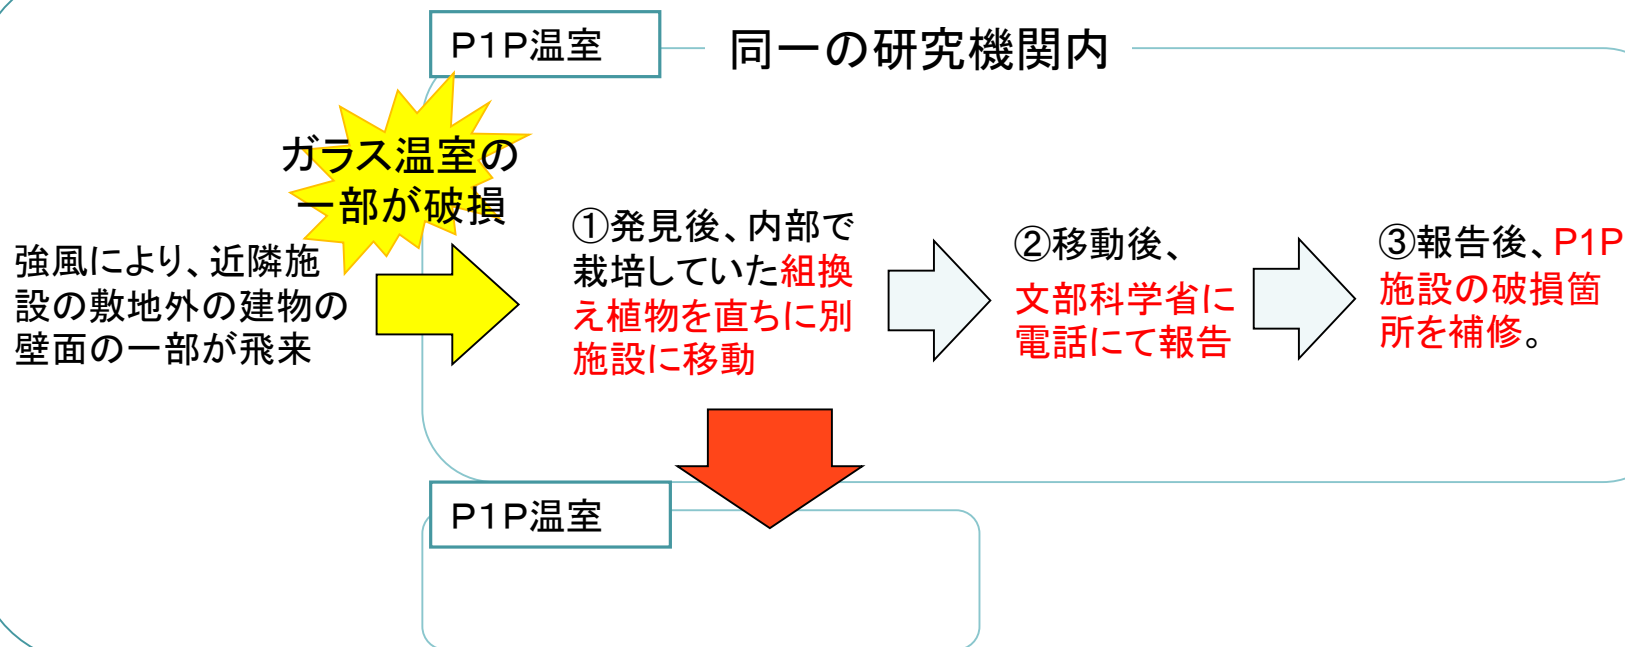 P1P温室
同一の研究機関内
ガラス温室の
一部が破損
強風により、近隣施
設の敷地外の建物の
壁面の一部が飛来
①発見後、内部で
栽培していた組換
え植物を直ちに別
施設に移動
②移動後、
文部科学省に
電話にて報告
③報告後、P1P
施設の破損箇
所を補修。
P1P温室